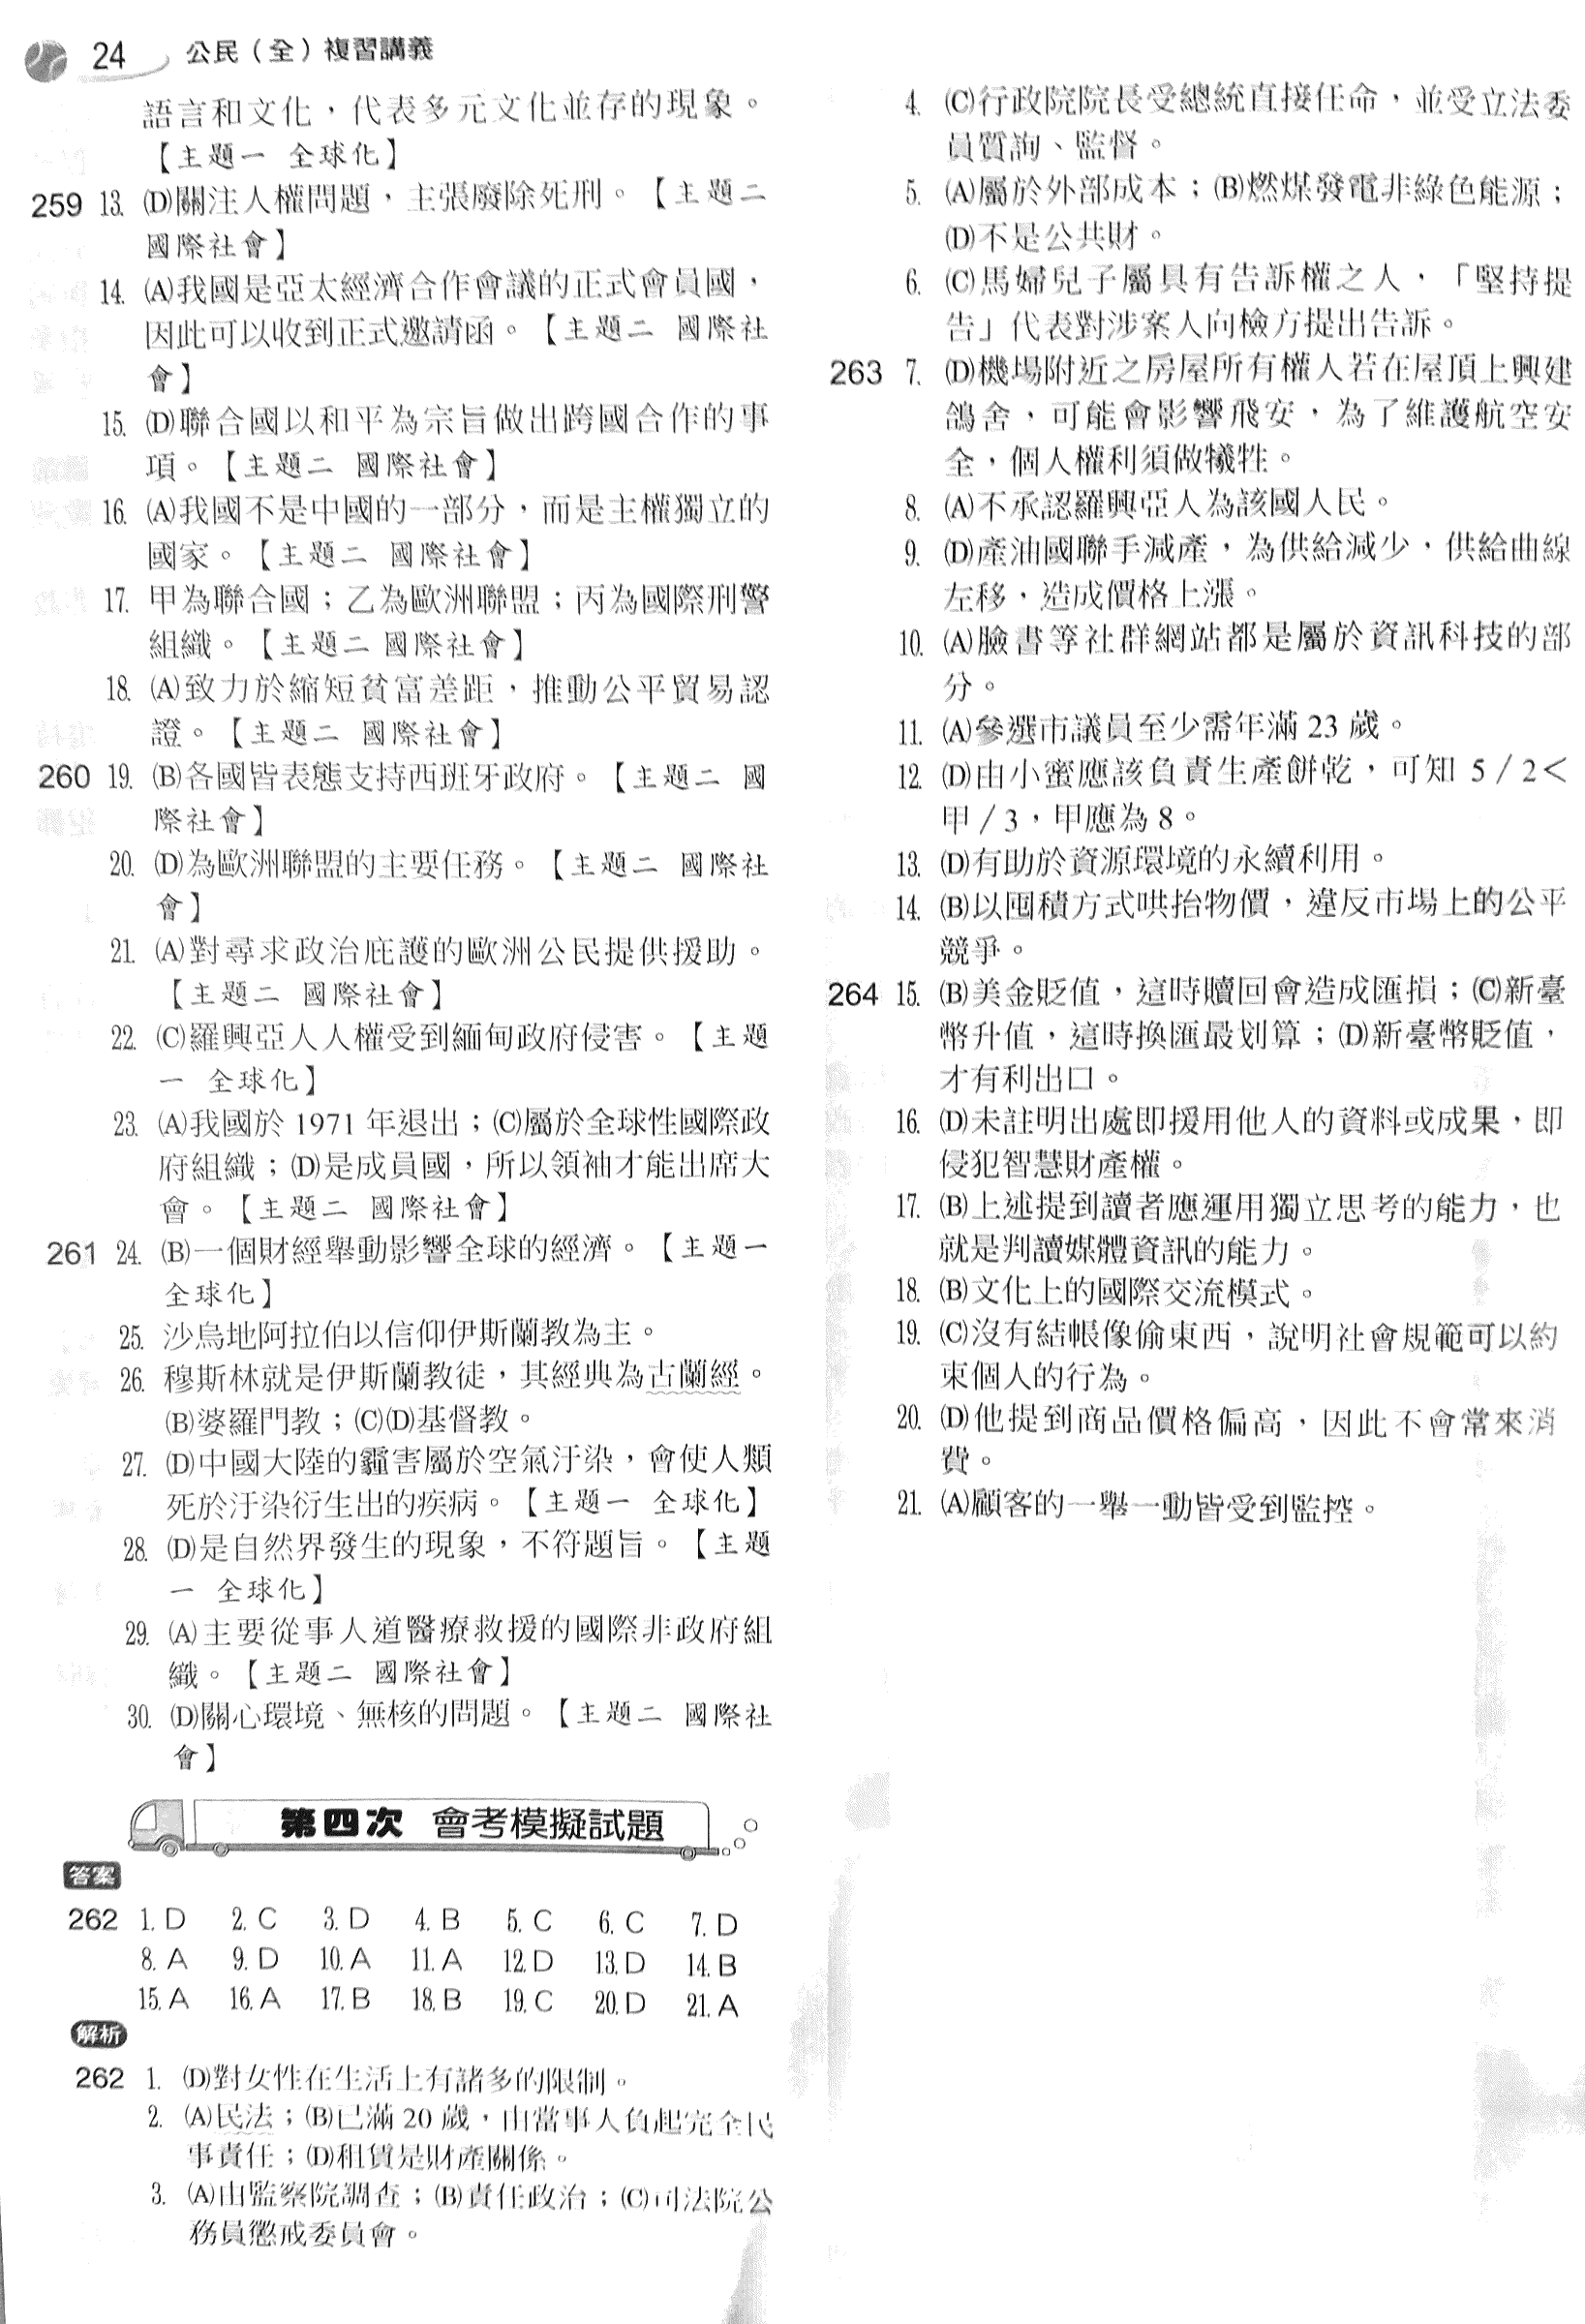 24 公民（全）複習講義
語言和文化，代表多元文化並存的現象。
【主題一 全球化】
259 13. (D)關注人權問題，主張廢除死刑。【主題二
國際社會】
14. (A)我國是亞太經濟合作會議的正式會員國，
因此可以收到正式邀請函。【主題二 國際社
會】
15. (D)聯合國以和平為宗旨做出跨國合作的事
項。【主題二 國際社會】
16. (A)我國不是中國的一部分，而是主權獨立的
國家。【主題二 國際社會】
17. 甲為聯合國；乙為歐洲聯盟；丙為國際刑警
組織。【主題二 國際社會】
18. (A)致力於縮短貧富差距，推動公平貿易認
證。【主題二 國際社會】
260 19. (B)各國皆表態支持西班牙政府。【主題二 國
際社會】
20. (D)為歐洲聯盟的主要任務。【主題二 國際社
會】
21. (A)對尋求政治庇護的歐洲公民提供援助。
【主題二 國際社會】
22. (C)羅興亞人人權受到緬甸政府侵害。【主題
一 全球化】
23. (A)我國於 1971 年退出；(C)屬於全球性國際政
府組織；(D)是成員國，所以領袖才能出席大
會。【主題二 國際社會】
261 24. (B)一個財經舉動影響全球的經濟。【主題一
全球化】
25. 沙烏地阿拉伯以信仰伊斯蘭教為主。
26. 穆斯林就是伊斯蘭教徒，其經典為古蘭經。
(B)婆羅門教；(C)(D)基督教。
27. (D)中國大陸的霾害屬於空氣汙染，會使人類
死於汙染衍生出的疾病。【主題一 全球化】
28. (D)是自然界發生的現象，不符題旨。【主題
一 全球化】
29. (A)主要從事人道醫療救援的國際非政府組
織。【主題二 國際社會】
30. (D)關心環境、無核的問題。【主題二 國際社
會】
第四次 會考模擬試題
答案
262 1. D 2. C 3. D 4. B 5. C 6. C 7. D
8. A 9. D 10. A 11. A 12. D 13. D 14. B
15. A 16. A 17. B 18. B 19. C 20. D 21. A
解析
262 1. (D)對女性在生活上有諸多的限制。
2. (A)民法；(B)已滿 20 歲，由當事人負起完全民
事責任；(D)租賃是財產關係。
3. (A)由監察院調查；(B)責任政治；(C)司法院公
務員懲戒委員會。
4. (C)行政院院長受總統直接任命，並受立法委
員質詢、監督。
5. (A)屬於外部成本；(B)燃煤發電非綠色能源；
(D)不是公共財。
6. (C)馬婦兒子屬具有告訴權之人，「堅持提
告」代表對涉案人向檢方提出告訴。
263 7. (D)機場附近之房屋所有權人若在屋頂上興建
鴿舍，可能會影響飛安，為了維護航空安
全，個人權利須做犧牲。
8. (A)不承認羅興亞人為該國人民。
9. (D)產油國聯手減產，為供給減少，供給曲線
左移，造成價格上漲。
10. (A)臉書等社群網站都是屬於資訊科技的部
分。
11. (A)參選市議員至少需年滿 23 歲。
12. (D)由小蜜應該負責生產餅乾，可知 5／2＜
甲／3，甲應為 8。
13. (D)有助於資源環境的永續利用。
14. (B)以囤積方式哄抬物價，違反市場上的公平
競爭。
264 15. (B)美金貶值，這時贖回會造成匯損；(C)新臺
幣升值，這時換匯最划算；(D)新臺幣貶值，
才有利出口。
16. (D)未註明出處即援用他人的資料或成果，即
侵犯智慧財產權。
17. (B)上述提到讀者應運用獨立思考的能力，也
就是判讀媒體資訊的能力。
18. (B)文化上的國際交流模式。
19. (C)沒有結帳像偷東西，說明社會規範可以約
束個人的行為。
20. (D)他提到商品價格偏高，因此不會常來消
費。
21. (A)顧客的一舉一動皆受到監控。